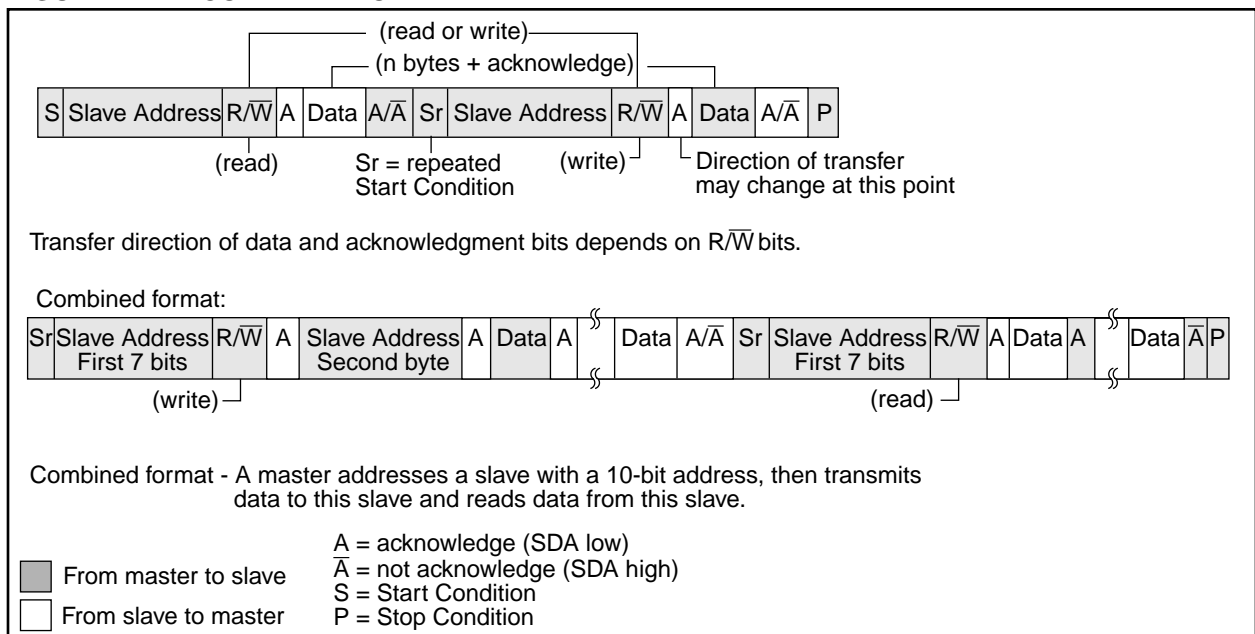 (read or write)
(n bytes + acknowledge)
S Slave Address R/W̅ A Data A/A̅ Sr Slave Address R/W̅ A Data A/A̅ P
(read) Sr = repeated Start Condition (write) Direction of transfer may change at this point
Transfer direction of data and acknowledgment bits depends on R/W̅ bits.
Combined format:
Sr Slave Address First 7 bits R/W̅ A Slave Address Second byte A Data A Data A/A̅ Sr Slave Address First 7 bits R/W̅ A Data A Data A̅ P
(write) (read)
Combined format - A master addresses a slave with a 10-bit address, then transmits
data to this slave and reads data from this slave.
From master to slave
From slave to master
A = acknowledge (SDA low)
A̅ = not acknowledge (SDA high)
S = Start Condition
P = Stop Condition